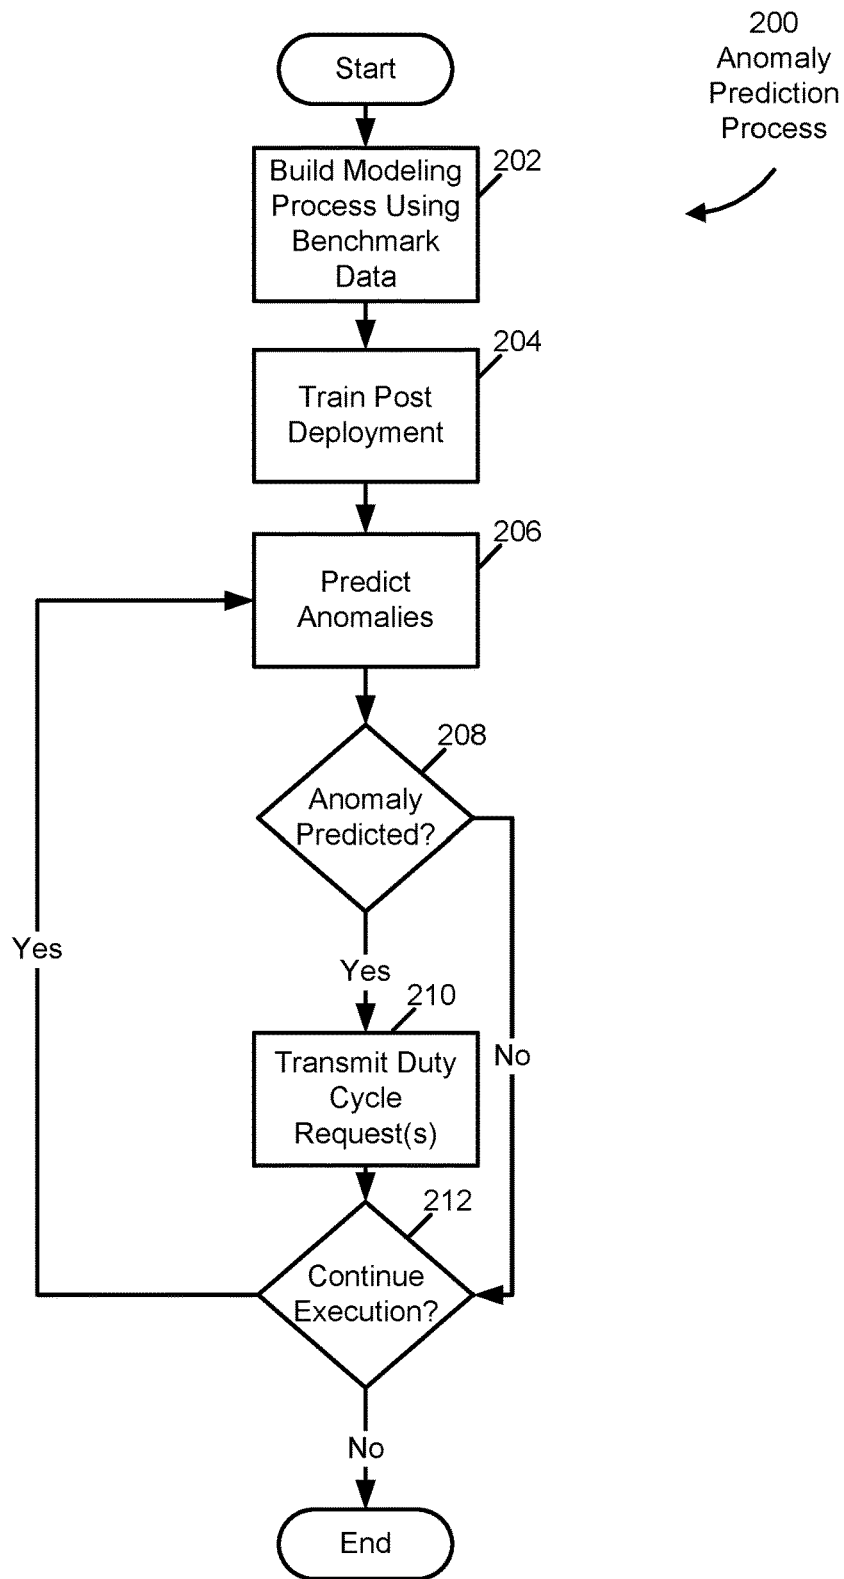 200
Anomaly
Prediction
Process
Start
202
Build Modeling
Process Using
Benchmark
Data
204
Train Post
Deployment
206
Predict
Anomalies
208
Anomaly
Predicted?
Yes
Yes
210
No
Transmit Duty
Cycle
Request(s)
212
Continue
Execution?
No
End